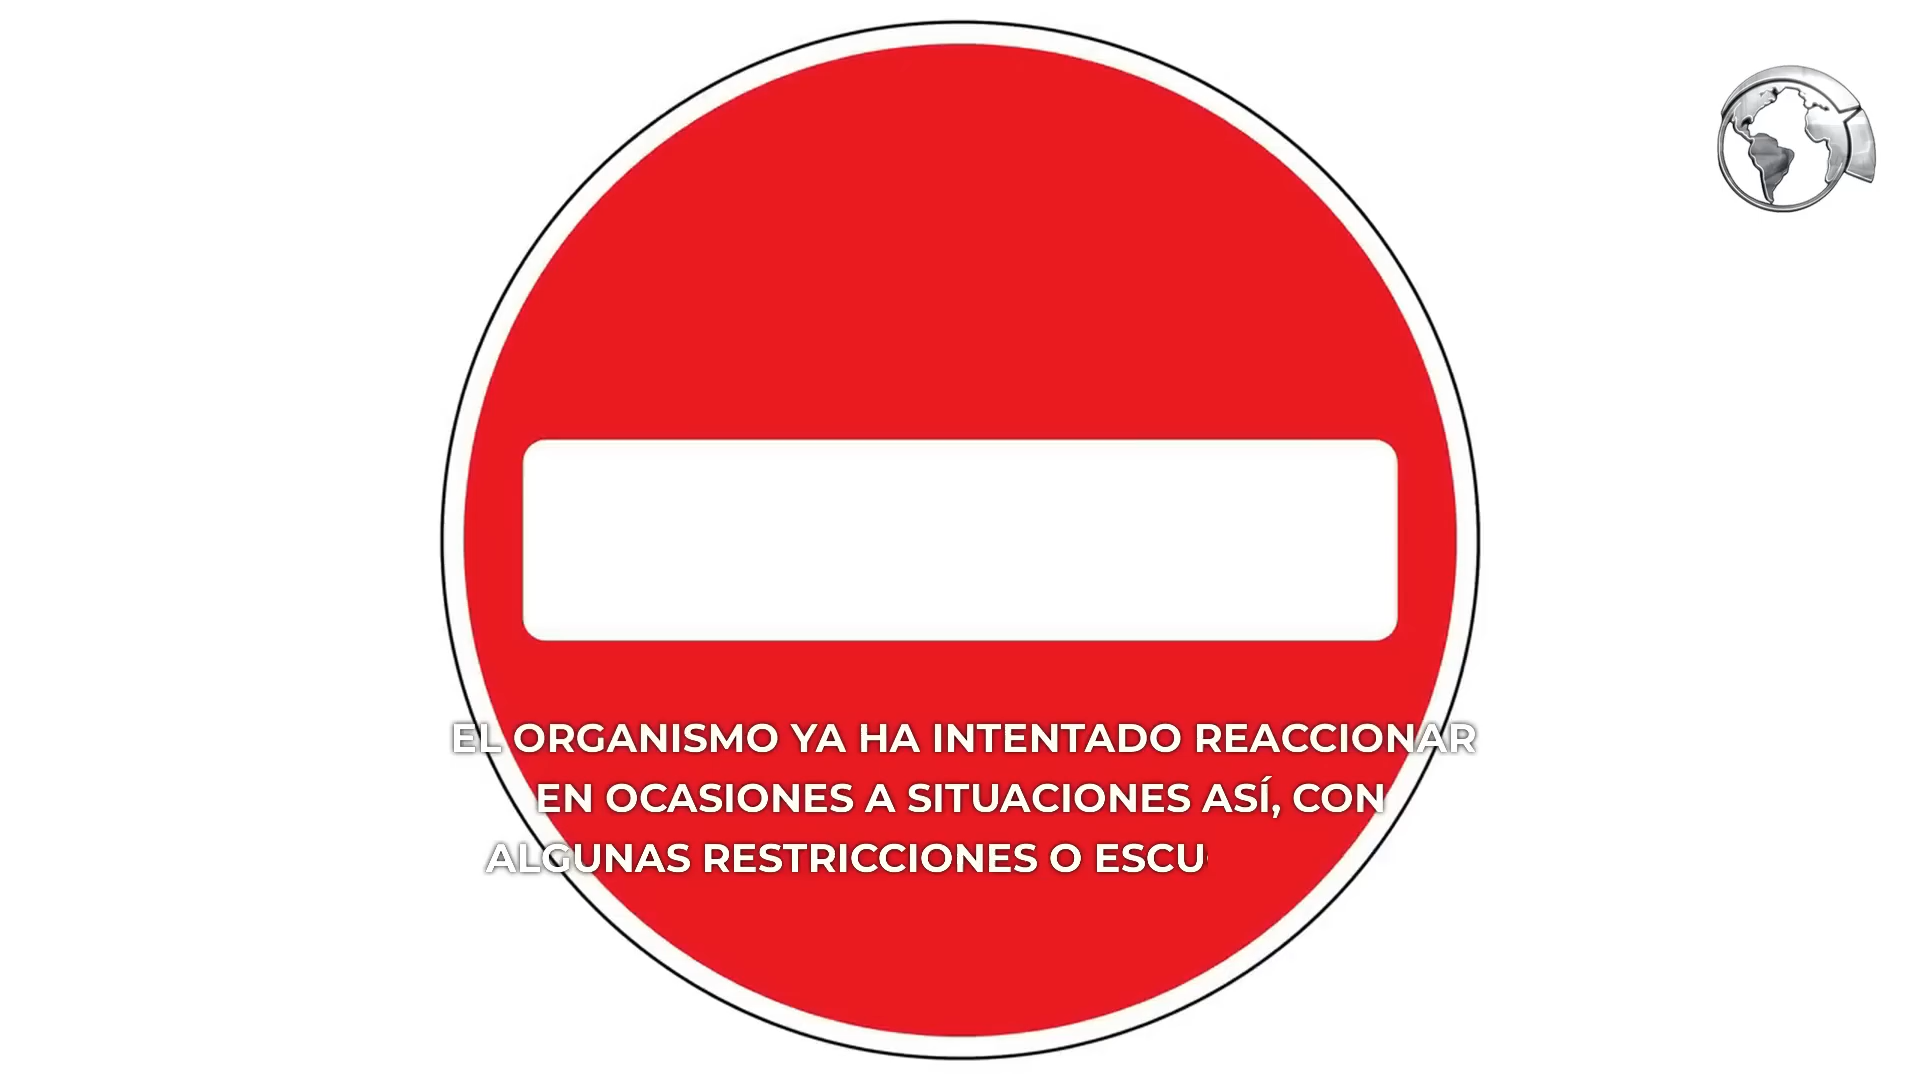 EL ORGANISMO YA HA INTENTADO REACCIONAR
EN OCASIONES A SITUACIONES ASÍ, CON
ALGUNAS RESTRICCIONES O